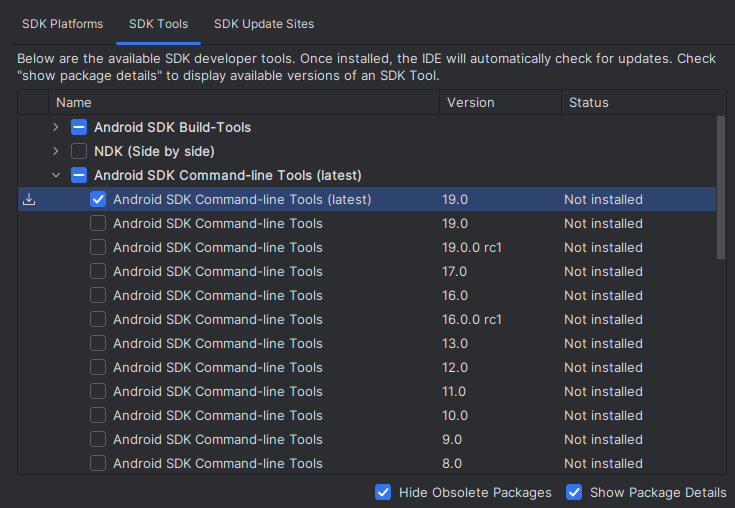 SDK Platforms SDK Tools SDK Update Sites
Below are the available SDK developer tools. Once installed, the IDE will automatically check for updates. Check
"show package details" to display available versions of an SDK Tool.
Name Version Status
Android SDK Build-Tools
NDK (Side by side)
Android SDK Command-line Tools (latest)
Android SDK Command-line Tools (latest) 19.0 Not installed
Android SDK Command-line Tools 19.0 Not installed
Android SDK Command-line Tools 19.0.0 rc1 Not installed
Android SDK Command-line Tools 17.0 Not installed
Android SDK Command-line Tools 16.0 Not installed
Android SDK Command-line Tools 16.0.0 rc1 Not installed
Android SDK Command-line Tools 13.0 Not installed
Android SDK Command-line Tools 12.0 Not installed
Android SDK Command-line Tools 11.0 Not installed
Android SDK Command-line Tools 10.0 Not installed
Android SDK Command-line Tools 9.0 Not installed
Android SDK Command-line Tools 8.0 Not installed
Hide Obsolete Packages Show Package Details